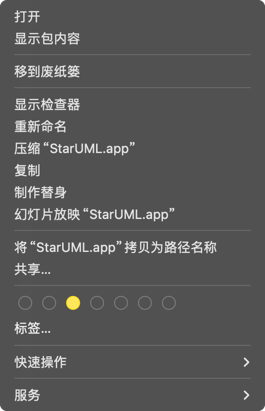 打开
显示包内容
移到废纸篓
显示检查器
重新命名
压缩“StarUML.app”
复制
制作替身
幻灯片放映“StarUML.app”
将“StarUML.app”拷贝为路径名称
共享...
标签...
快速操作
服务